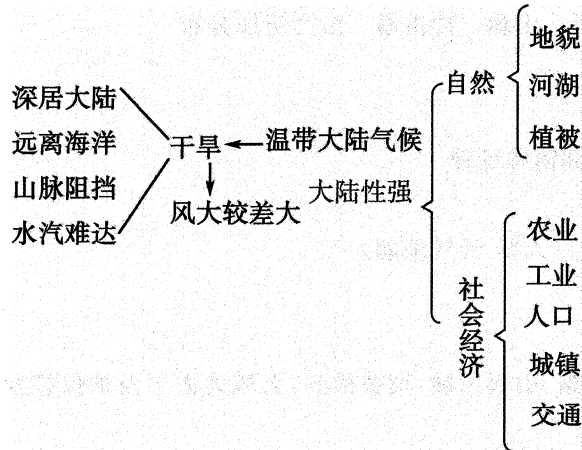 深居大陆
远离海洋
山脉阻挡
水汽难达
干旱
温带大陆气候
风大较差大
大陆性强
自然
地貌
河湖
植被
社会经济
农业
工业
人口
城镇
交通